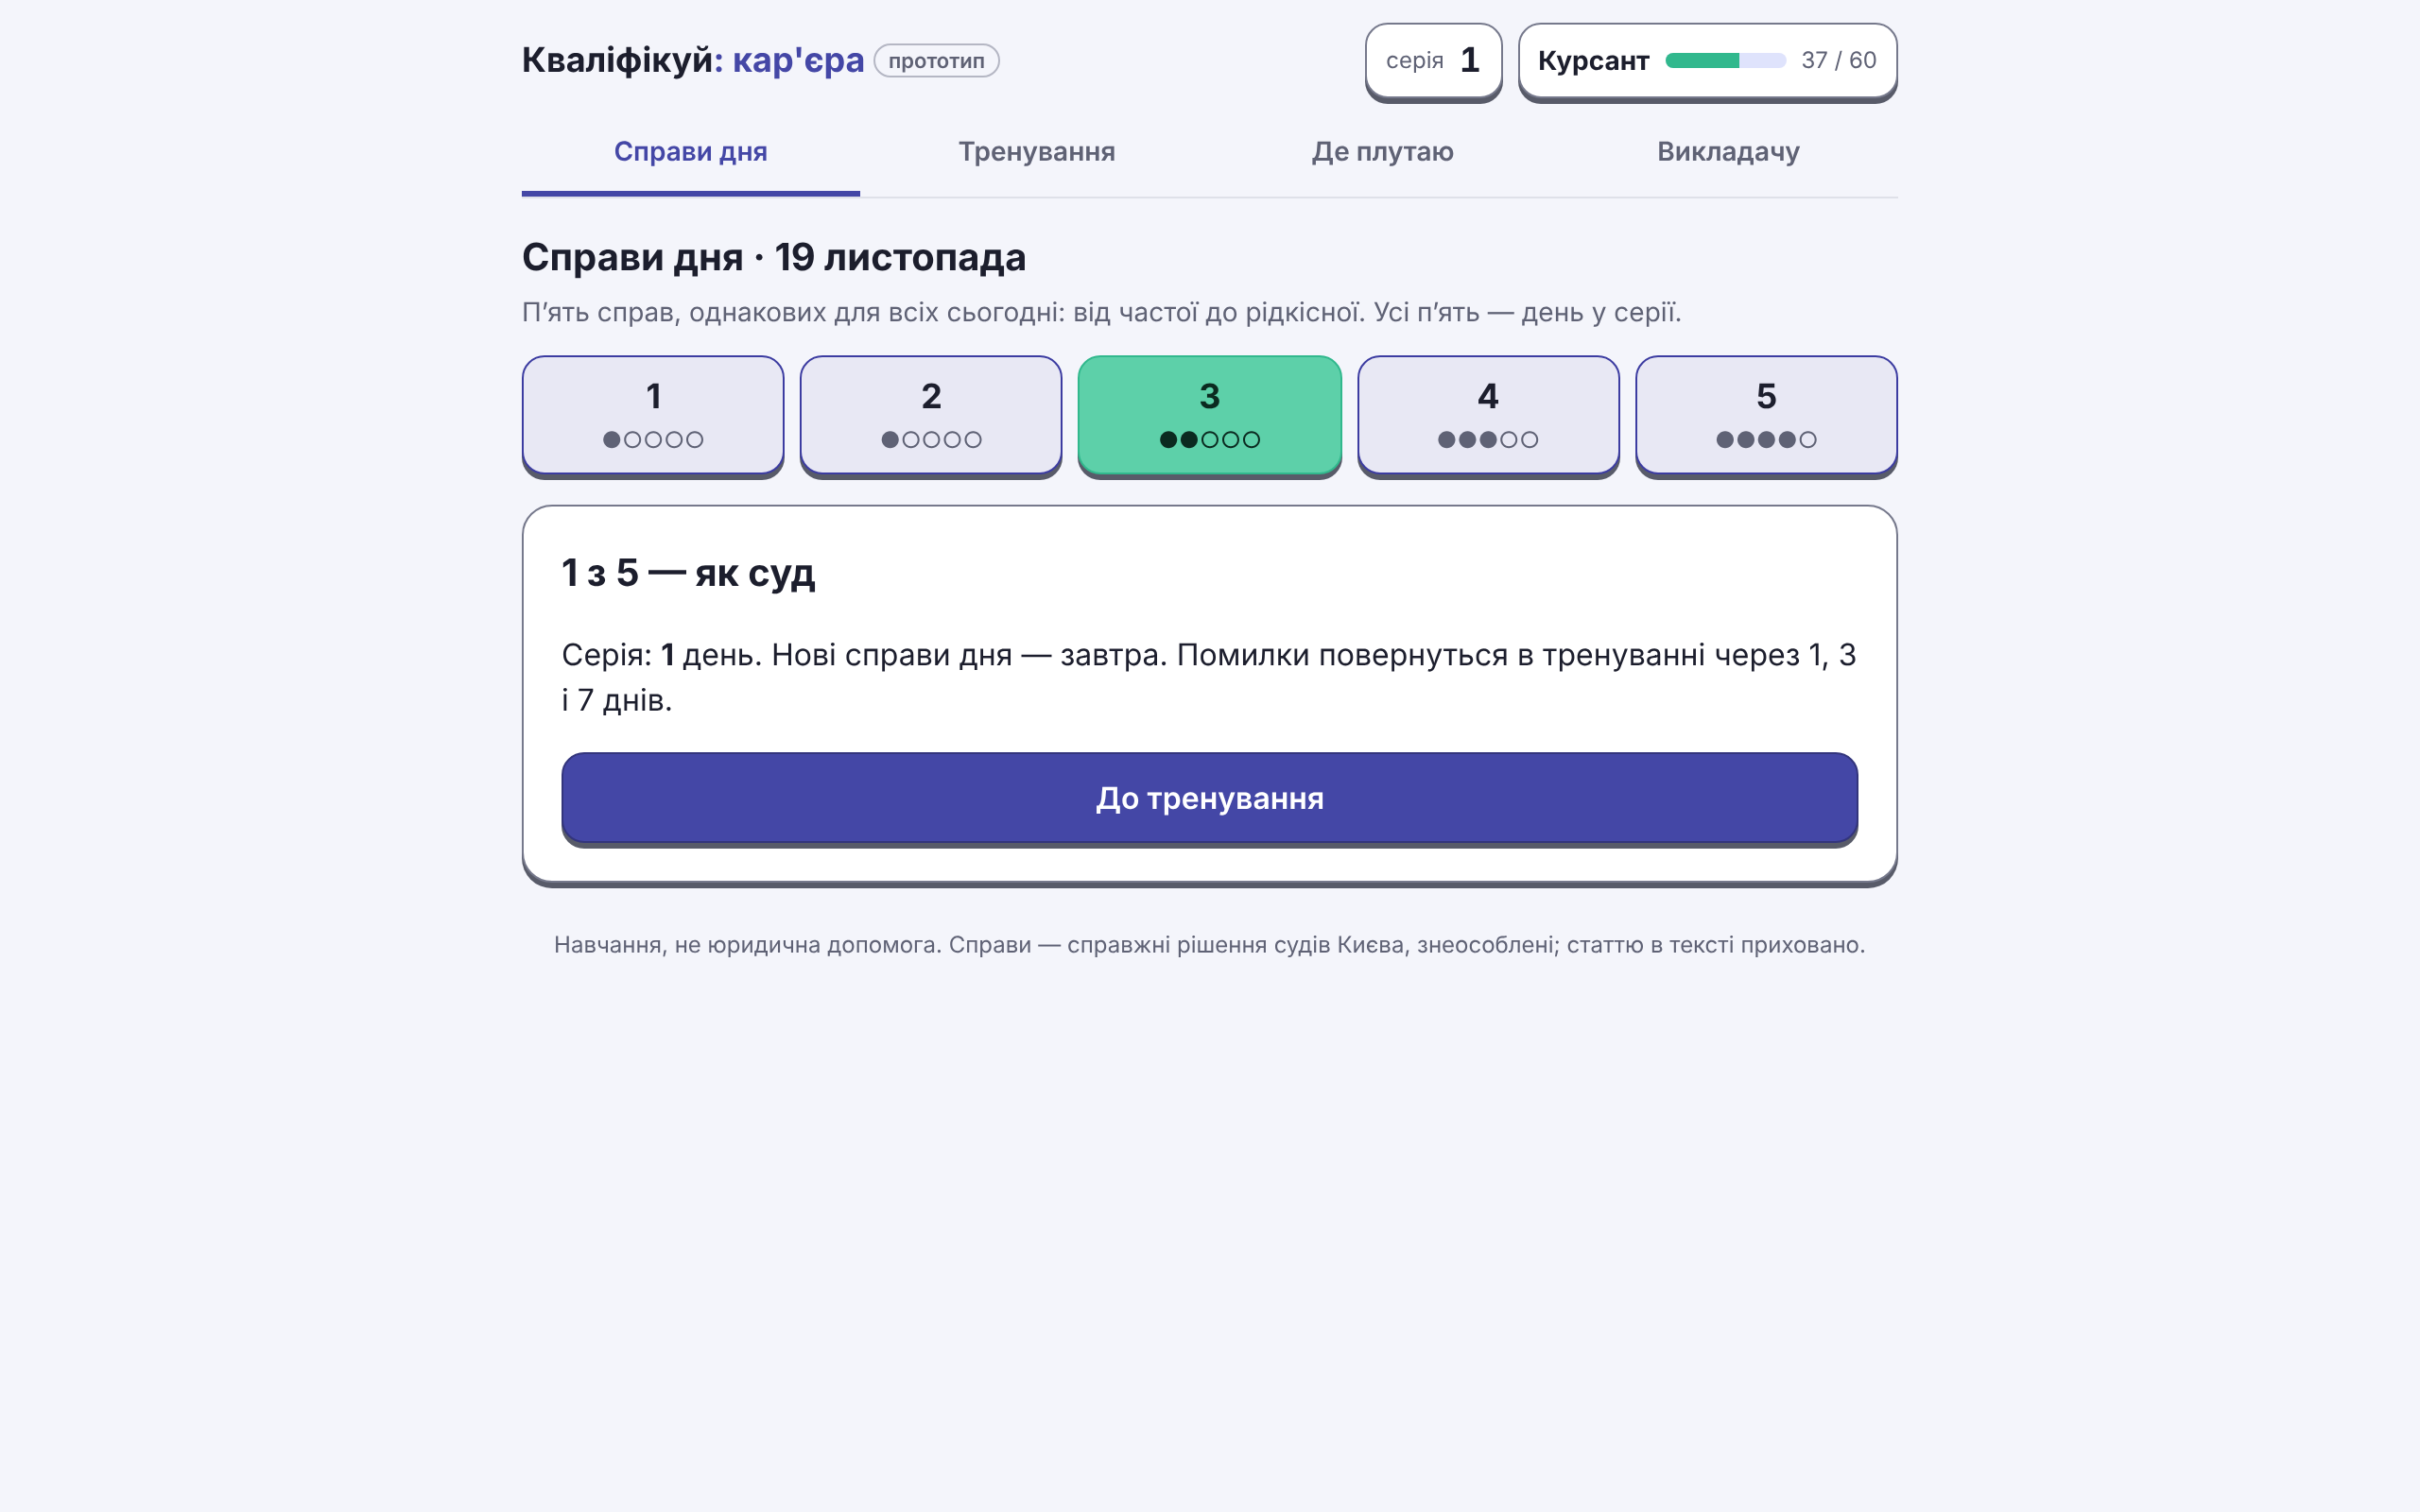 Кваліфікуй: кар'єра прототип
серія 1
Курсант 37 / 60
Справи дня Тренування Де плутаю Викладачу
Справи дня · 19 листопада
П’ять справ, однакових для всіх сьогодні: від частої до рідкісної. Усі п’ять — день у серії.
1 2 3 4 5
1 з 5 — як суд
Серія: 1 день. Нові справи дня — завтра. Помилки повернуться в тренуванні через 1, 3
і 7 днів.
До тренування
Навчання, не юридична допомога. Справи — справжні рішення судів Києва, знеособлені; статтю в тексті приховано.